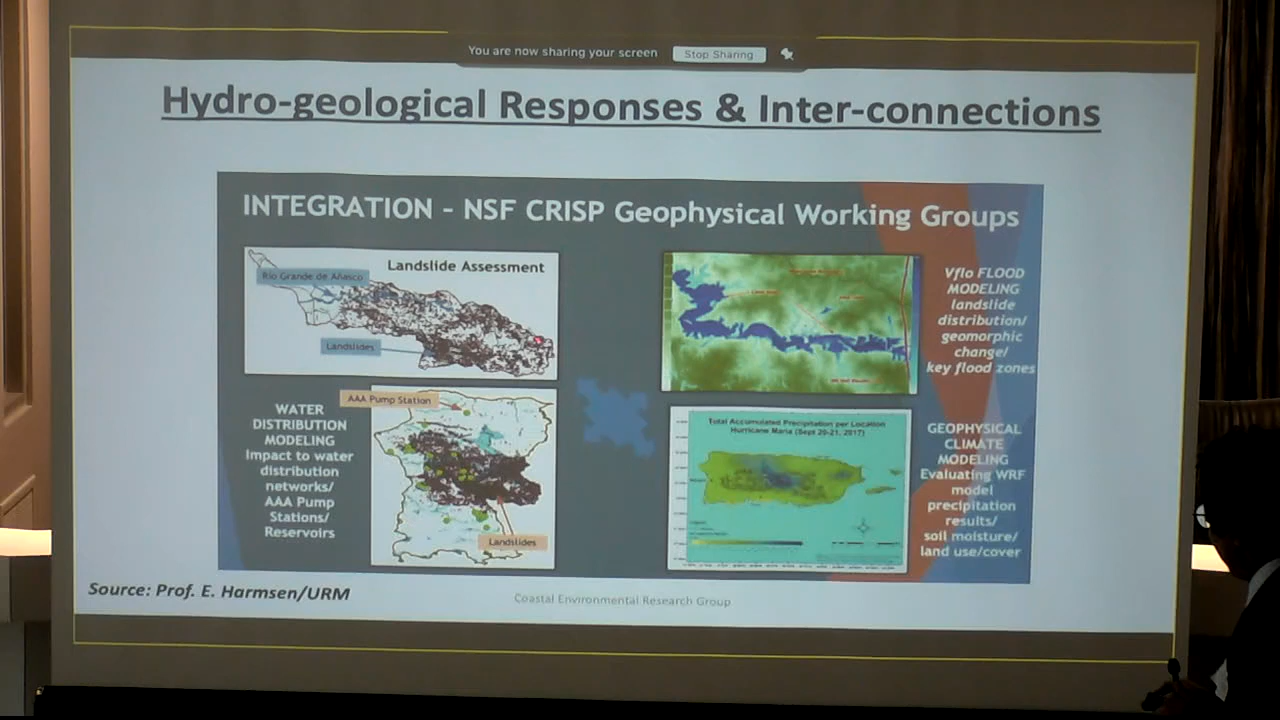 You are now sharing your screen
Stop Sharing
Hydro-geological Responses & Inter-connections
INTEGRATION - NSF CRISP Geophysical Working Groups
Rio Grande de Añasco
Landslide Assessment
Landslides
Vflo FLOOD
MODELING
landslide
distribution/
geomorphic
change/
key flood zones
WATER
DISTRIBUTION
MODELING
Impact to water
distribution
networks/
AAA Pump
Stations/
Reservoirs
AAA Pump Station
Landslides
Total Accumulated Precipitation per Location
Hurricane Maria (Sept 20-21, 2017)
GEOPHYSICAL
CLIMATE
MODELING
Evaluating WRF
model
precipitation
results/
soil moisture/
land use/cover
Source: Prof. E. Harmsen/URM
Coastal Environmental Research Group